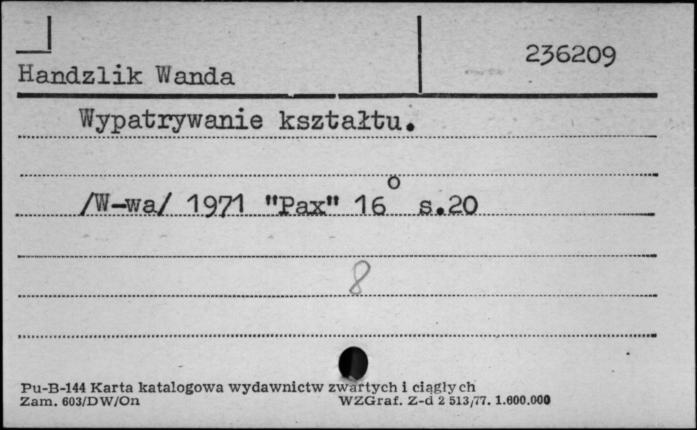 236209
Handzlik Wanda
Wypatrywanie kształtu.
/W-wa/ 1971 "Pax" 16° s.20
8
Pu-B-144 Karta katalogowa wydawnictw zwartych i ciągłych
Zam. 603/DW/On WZGraf. Z-d 2 513/77. 1.600.000